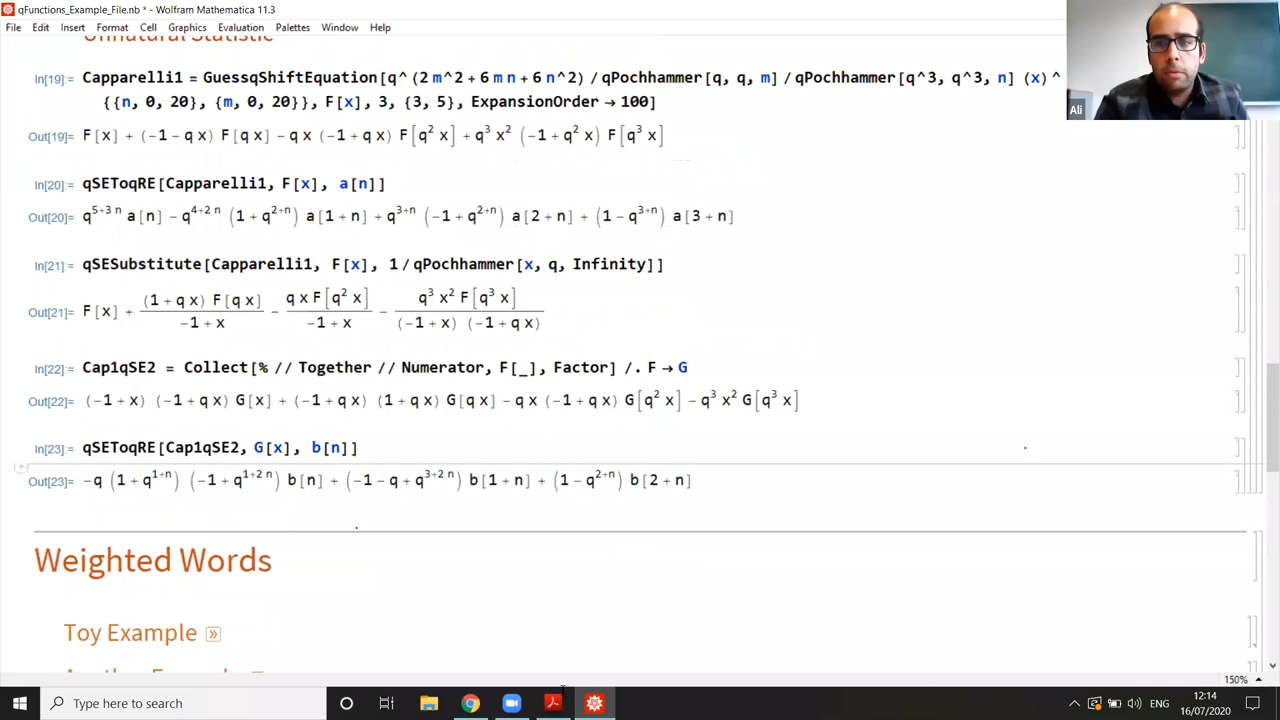 qFunctions_Example_File.nb * - Wolfram Mathematica 11.3
File Edit Insert Format Cell Graphics Evaluation Palettes Window Help
Unnatural Statistic
In[19]:= Capparelli1 = GuessqShiftEquation[q^(2 m^2 + 6 m n + 6 n^2) / qPochhammer[q, q, m] / qPochhammer[q^3, q^3, n] (x)^
{{n, 0, 20}, {m, 0, 20}}, F[x], 3, {3, 5}, ExpansionOrder → 100]
Out[19]= F[x] + (-1 - q x) F[q x] - q x (-1 + q x) F[q² x] + q³ x² (-1 + q² x) F[q³ x]
In[20]:= qSEToqRE[Capparelli1, F[x], a[n]]
Out[20]= q^(5+3 n) a[n] - q^(4+2 n) (1 + q^(2+n)) a[1 + n] + q^(3+n) (-1 + q^(2+n)) a[2 + n] + (1 - q^(3+n)) a[3 + n]
In[21]:= qSESubstitute[Capparelli1, F[x], 1 / qPochhammer[x, q, Infinity]]
Out[21]= F[x] + (1 + q x) F[q x] / -1 + x - q x F[q² x] / -1 + x - q³ x² F[q³ x] / (-1 + x) (-1 + q x)
In[22]:= Cap1qSE2 = Collect[% // Together // Numerator, F[_], Factor] /. F → G
Out[22]= (-1 + x) (-1 + q x) G[x] + (-1 + q x) (1 + q x) G[q x] - q x (-1 + q x) G[q² x] - q³ x² G[q³ x]
In[23]:= qSEToqRE[Cap1qSE2, G[x], b[n]]
Out[23]= -q (1 + q^(1+n)) (-1 + q^(1+2 n)) b[n] + (-1 - q + q^(3+2 n)) b[1 + n] + (1 - q^(2+n)) b[2 + n]
Weighted Words
Toy Example
Another Example
150%
Ali
Type here to search
ENG
12:14
16/07/2020